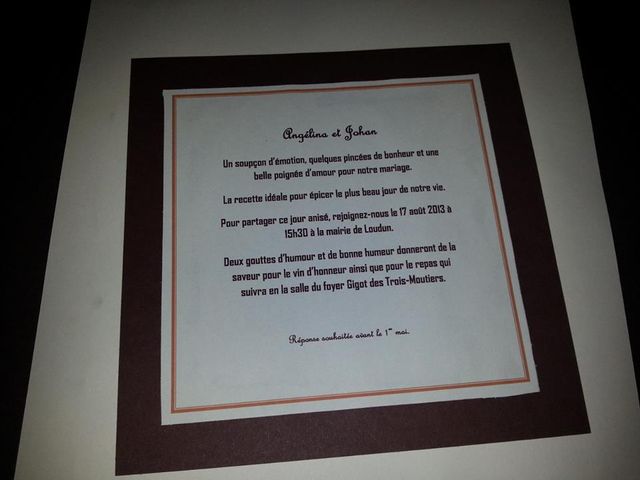 Angélina et Johan
Un soupçon d'émotion, quelques pincées de bonheur et une
belle poignée d'amour pour notre mariage.
La recette idéale pour épicer le plus beau jour de notre vie.
Pour partager ce jour anisé, rejoignez-nous le 17 août 2013 à
15h30 à la mairie de Loudun.
Deux gouttes d'humour et de bonne humeur donneront de la
saveur pour le vin d'honneur ainsi que pour le repas qui
suivra en la salle du foyer Gigot des Trois-Moutiers.
Réponse souhaitée avant le 1er mai.